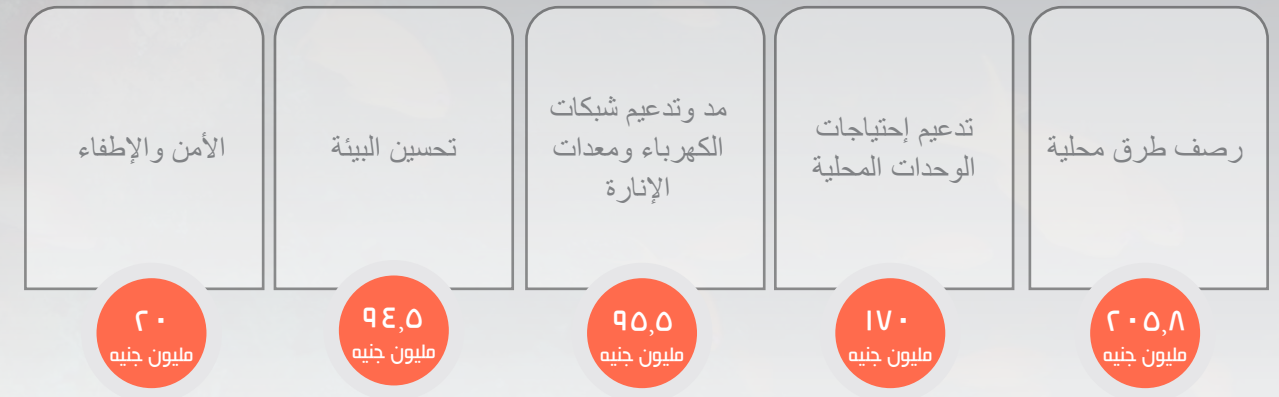 رصف طرق محلية
٢٠٥,٨
مليون جنيه
تدعيم إحتياجات
الوحدات المحلية
١٧٠
مليون جنيه
مد وتدعيم شبكات
الكهرباء ومعدات
الإنارة
٩٥,٥
مليون جنيه
تحسين البيئة
٩٤,٥
مليون جنيه
الأمن والإطفاء
٢٠
مليون جنيه